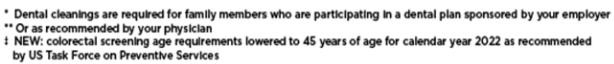 * Dental cleanings are required for family members who are participating in a dental plan sponsored by your employer
** Or as recommended by your physician
‡ NEW: colorectal screening age requirements lowered to 45 years of age for calendar year 2022 as recommended
by US Task Force on Preventive Services